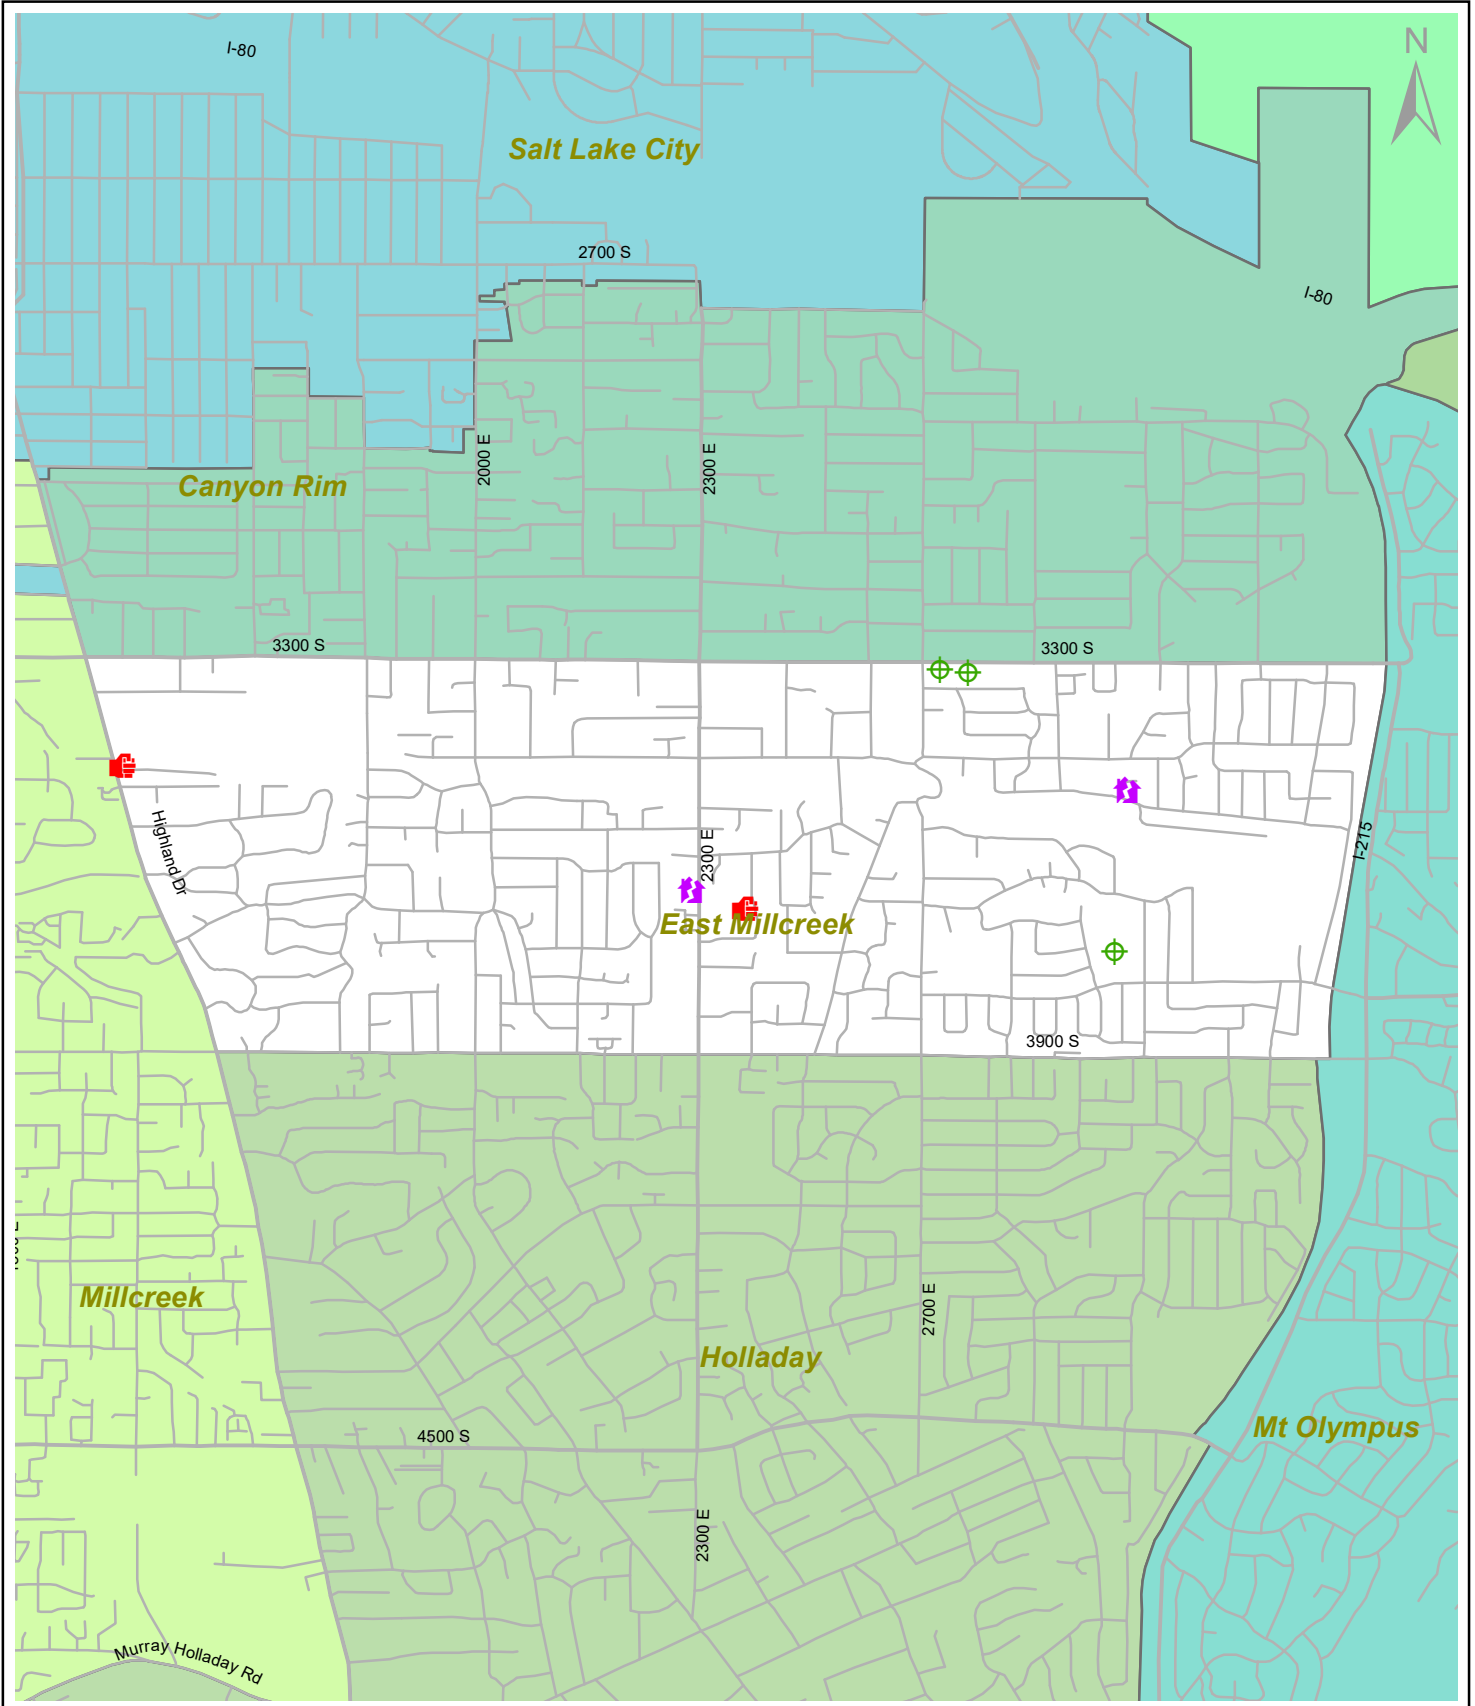 N
I-80
Salt Lake City
2700 S
I-80
2000 E
2300 E
Canyon Rim
3300 S
3300 S
Highland Dr
2300 E
I-215
East Millcreek
3900 S
Millcreek
2700 E
Holladay
Mt Olympus
4500 S
2300 E
Murray Holladay Rd